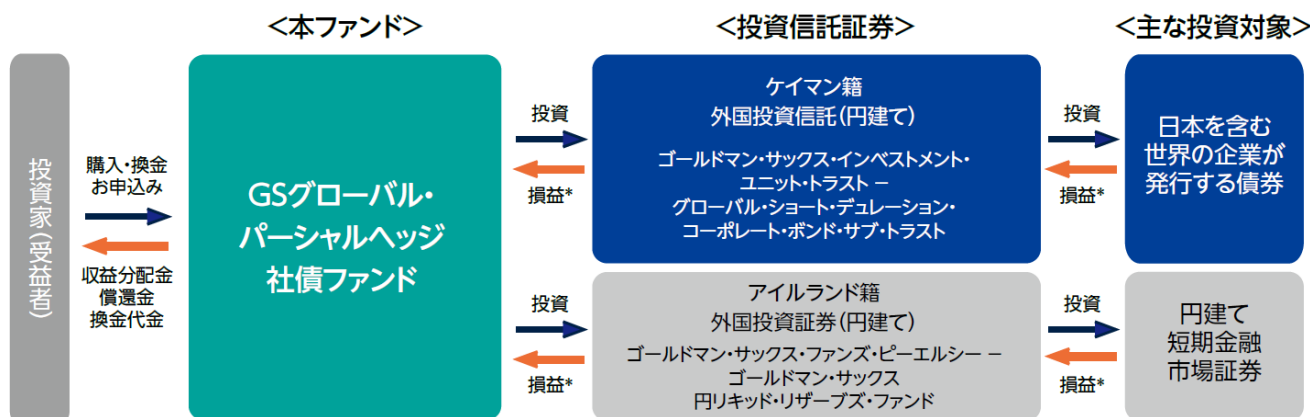 <本ファンド>
<投資信託証券>
<主な投資対象>
投資家(受益者)
購入・換金
お申込み
収益分配金
償還金
換金代金
GSグローバル・
パーシャルヘッジ
社債ファンド
投資
損益*
ケイマン籍
外国投資信託(円建て)
ゴールドマン・サックス・インベストメント・
ユニット・トラスト −
グローバル・ショート・デュレーション・
コーポレート・ボンド・サブ・トラスト
投資
損益*
日本を含む
世界の企業が
発行する債券
投資
損益*
アイルランド籍
外国投資証券(円建て)
ゴールドマン・サックス・ファンズ・ピーエルシー −
ゴールドマン・サックス
円リキッド・リザーブズ・ファンド
投資
損益*
円建て
短期金融
市場証券